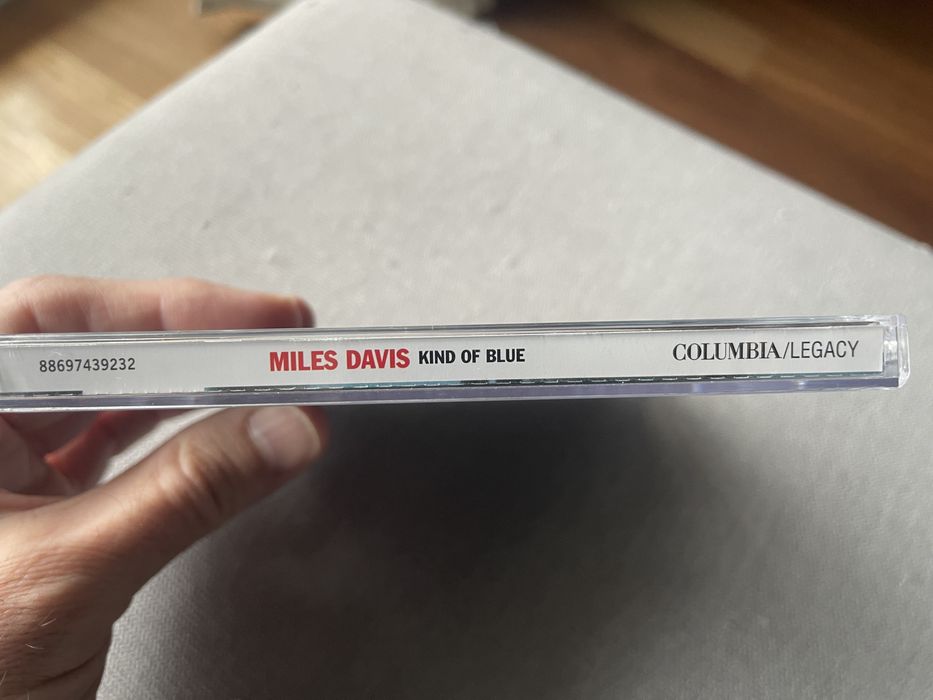 88697439232 MILES DAVIS KIND OF BLUE COLUMBIA/LEGACY